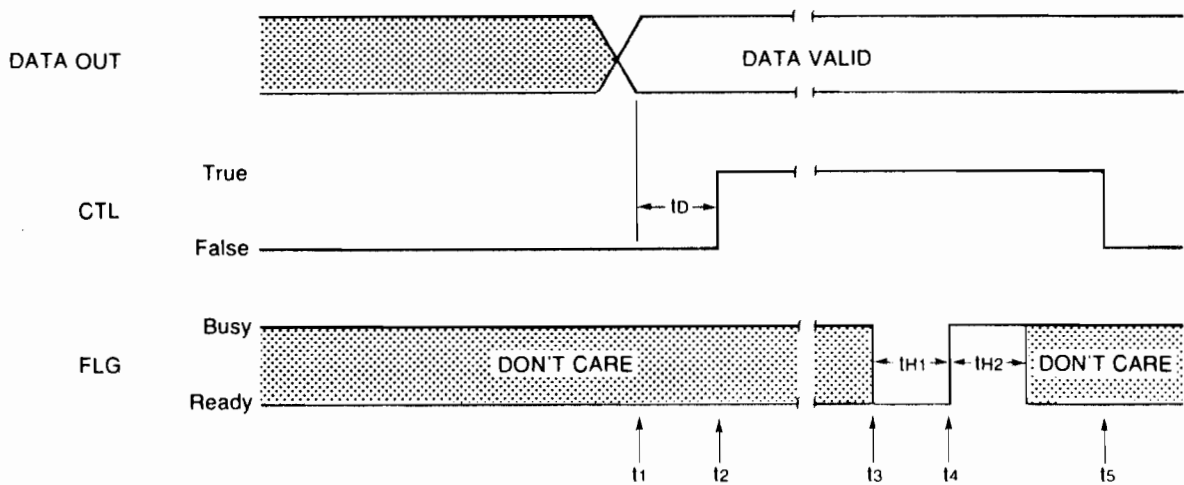 DATA OUT
DATA VALID
True
CTL
tD
False
Busy
FLG
DON'T CARE
tH1
tH2
DON'T CARE
Ready
t1
t2
t3
t4
t5